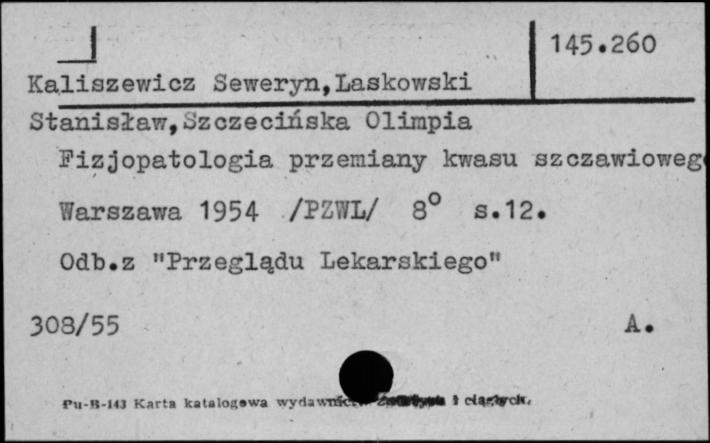 145.260
Kaliszewicz Seweryn,Laskowski
Stanisław,Szczecińska Olimpia
Fizjopatologia przemiany kwasu szczawioweg
Warszawa 1954 /PZWL/ 8° s.12.
Odb.z "Przeglądu Lekarskiego"
308/55 A.
Pu-B-143 Karta katalogowa i ciągłych.